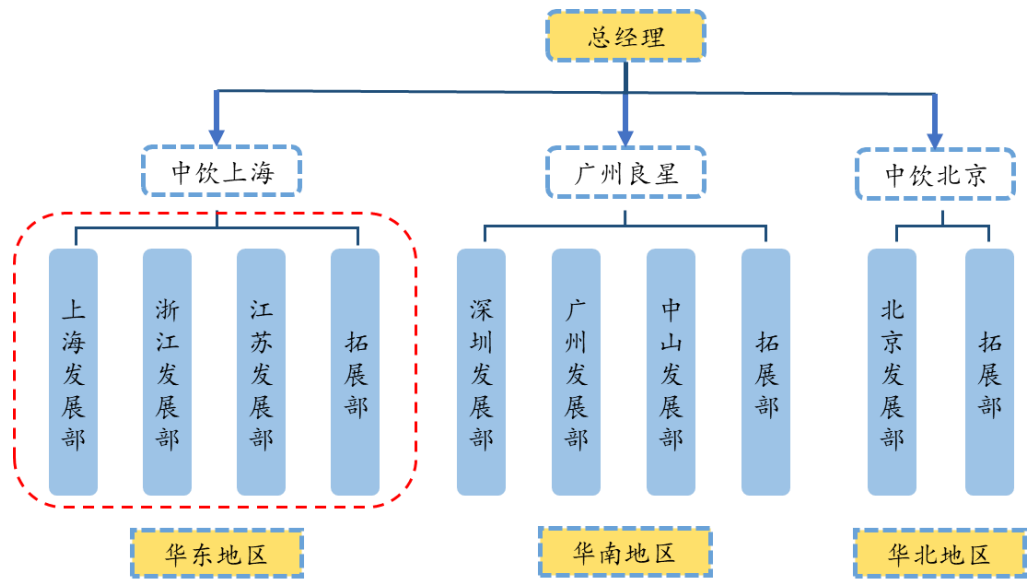 总经理
中饮上海
广州良星
中饮北京
上海发展部
浙江发展部
江苏发展部
拓展部
深圳发展部
广州发展部
中山发展部
拓展部
北京发展部
拓展部
华东地区
华南地区
华北地区